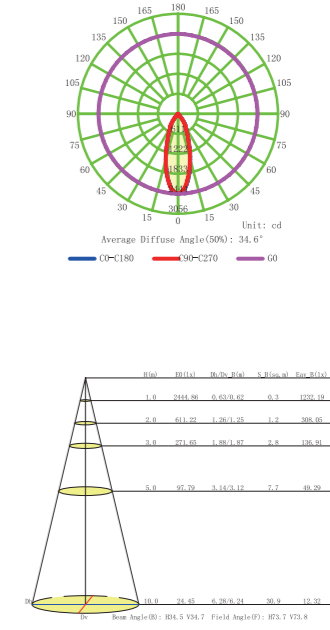 180
165 165
150 150
135 135
120 120
105 105
90 90
75 75
60 60
45 45
30 30
15 15
0
611
1222
1833
3056
Unit: cd
Average Diffuse Angle(50%): 34.6°
C0-C180 C90-C270 G0
H(m) E0(lx) Dh/Dv_B(m) S_B(sq.m) Eav_B(lx)
1.0 2444.86 0.63/0.62 0.3 1232.19
2.0 611.22 1.26/1.25 1.2 308.05
3.0 271.65 1.88/1.87 2.8 136.91
5.0 97.79 3.14/3.12 7.7 49.29
Dh 10.0 24.45 6.28/6.24 30.9 12.32
Dv Beam Angle(B): H34.5 V34.7 Field Angle(F): H73.7 V73.8